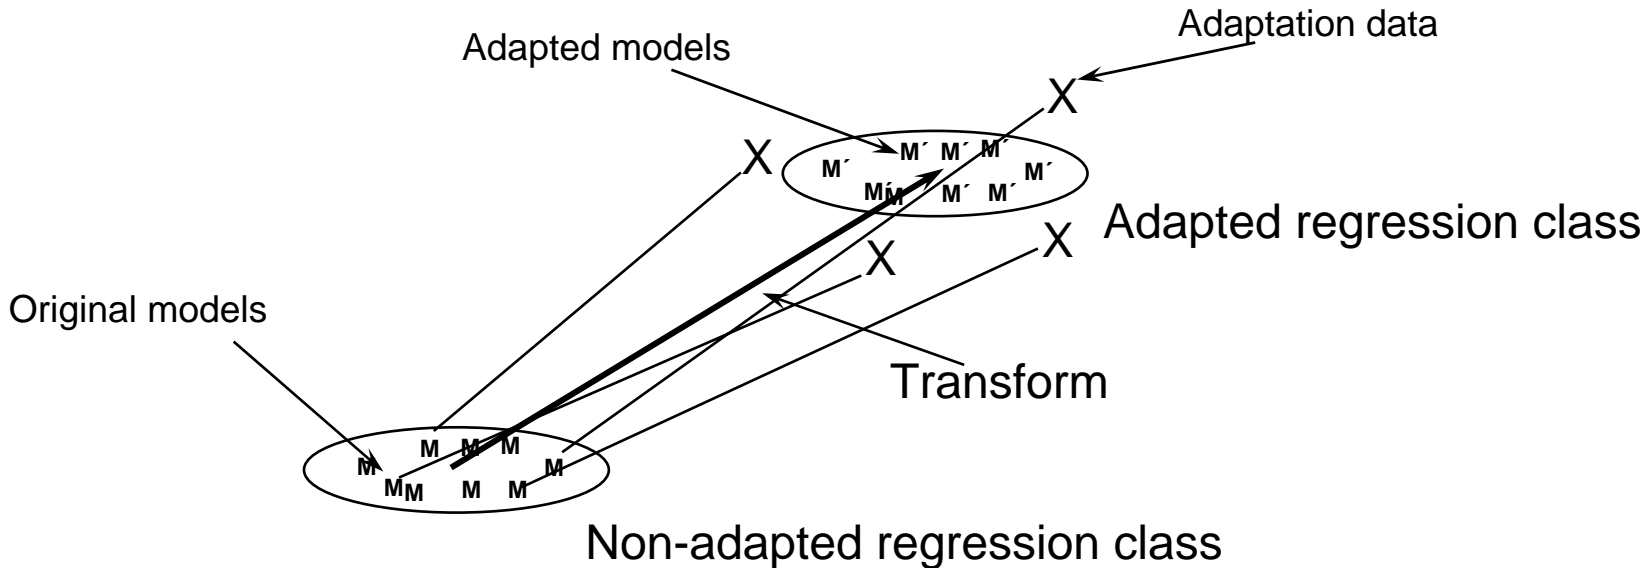 Adaptation data
Adapted models
X
X
M´ M´ M´
M´ M´
M´ M M´ M´
Adapted regression class
X
X
Original models
Transform
M M M
M M
M M M M
Non-adapted regression class